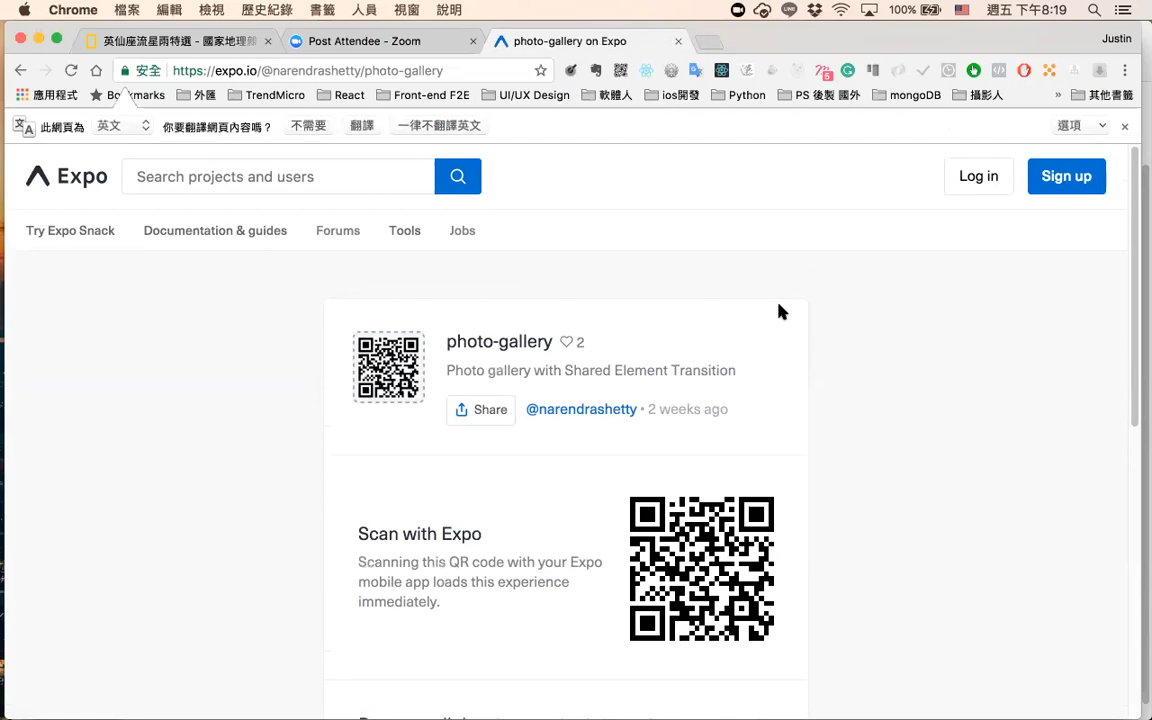 Chrome 檔案 編輯 檢視 歷史紀錄 書籤 人員 視窗 說明 100% 週五 下午8:19
英仙座流星雨特選 - 國家地理雜 Post Attendee - Zoom photo-gallery on Expo Justin
安全 https://expo.io/@narendrashetty/photo-gallery
應用程式 Bookmarks 外匯 TrendMicro React Front-end F2E UI/UX Design 軟體人 ios開發 Python PS 後製 國外 mongoDB 攝影人 » 其他書籤
此網頁為 英文 你要翻譯網頁內容嗎？ 不需要 翻譯 一律不翻譯英文 選項
Expo Search projects and users Log in Sign up
Try Expo Snack Documentation & guides Forums Tools Jobs
photo-gallery 2
Photo gallery with Shared Element Transition
Share @narendrashetty • 2 weeks ago
Scan with Expo
Scanning this QR code with your Expo
mobile app loads this experience
immediately.